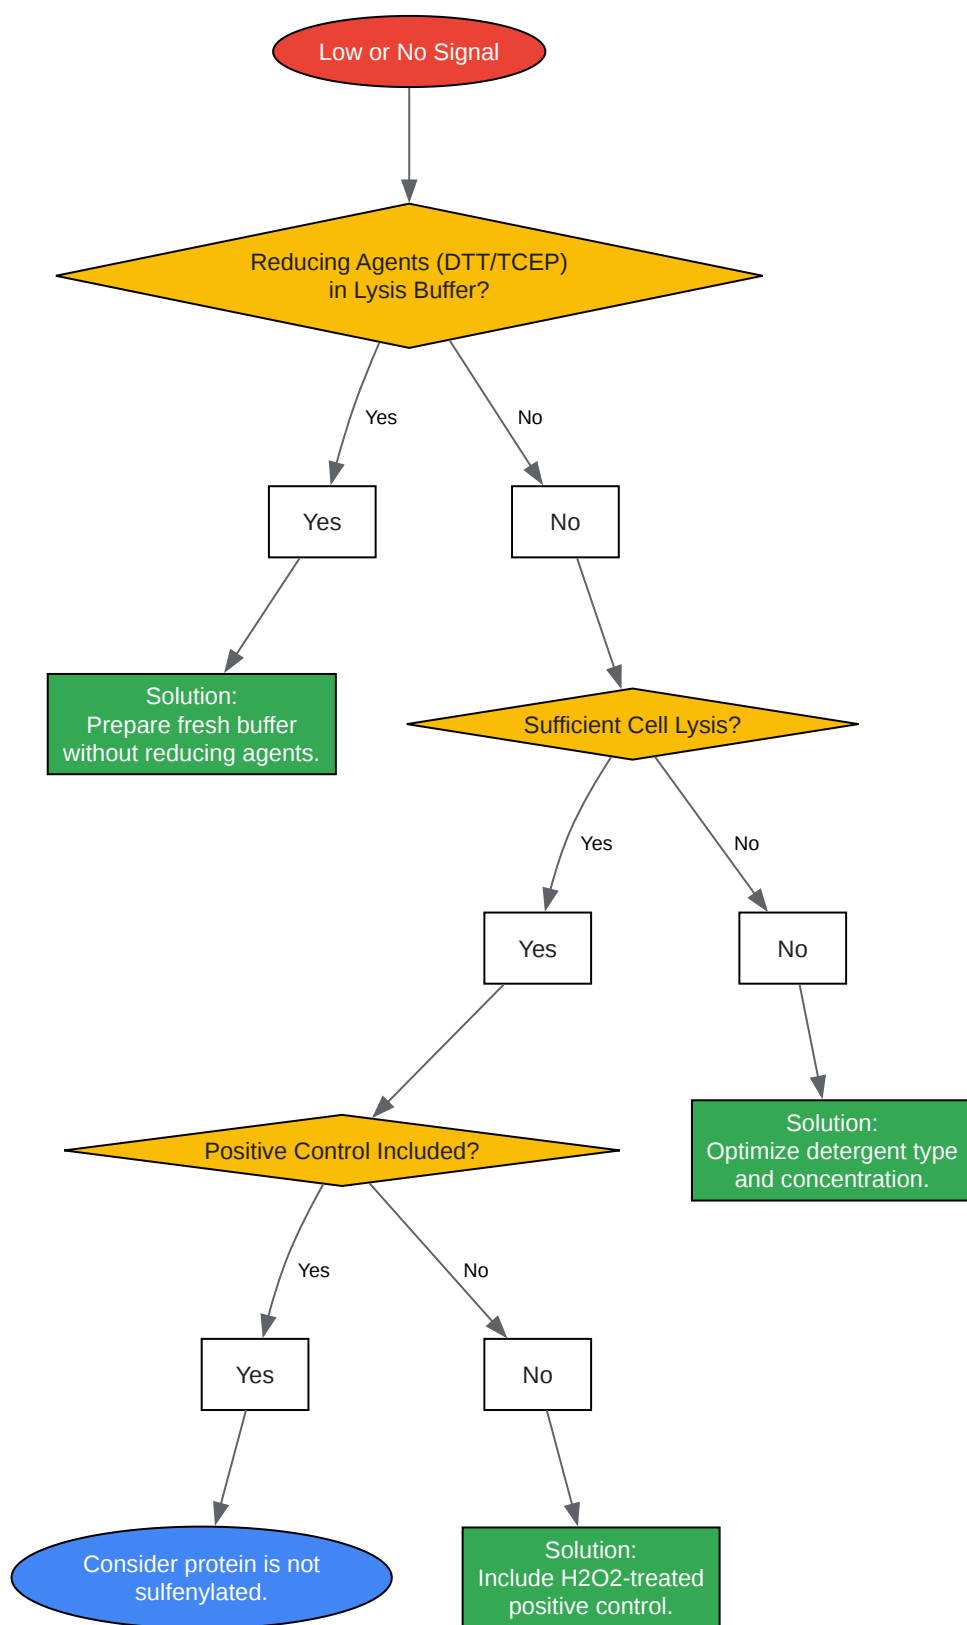 Low or No Signal
Reducing Agents (DTT/TCEP)
in Lysis Buffer?
Yes
No
Yes
No
Solution:
Prepare fresh buffer
without reducing agents.
Sufficient Cell Lysis?
Yes
No
Yes
No
Solution:
Optimize detergent type
and concentration.
Positive Control Included?
Yes
No
Yes
No
Consider protein is not
sulfenylated.
Solution:
Include H2O2-treated
positive control.